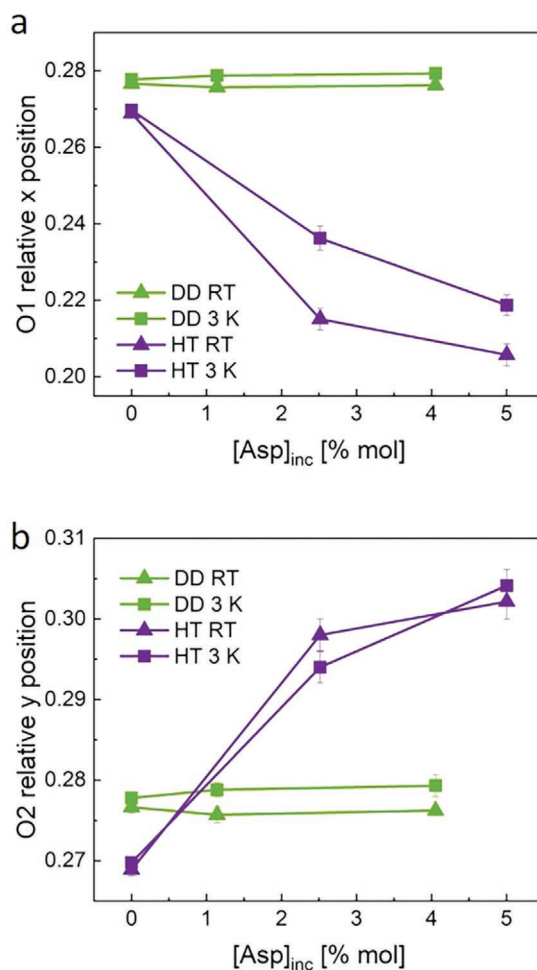 a
O1 relative x position
0.28
0.26
0.24
0.22
0.20
DD RT
DD 3 K
HT RT
HT 3 K
0 1 2 3 4 5
[Asp]inc [% mol]
b
O2 relative y position
0.31
0.30
0.29
0.28
0.27
DD RT
DD 3 K
HT RT
HT 3 K
0 1 2 3 4 5
[Asp]inc [% mol]